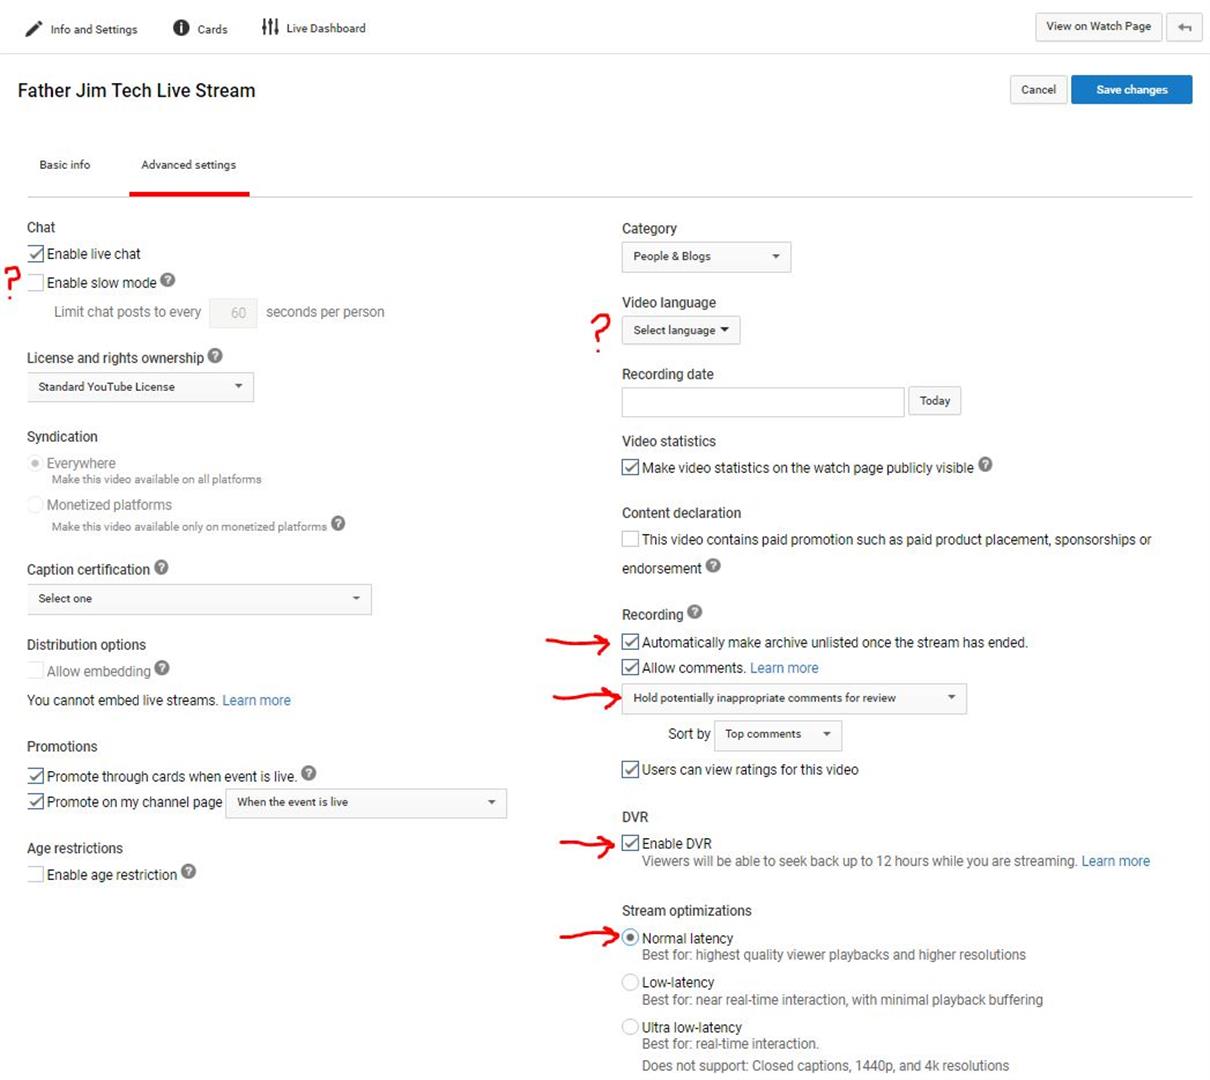 Info and Settings
Cards
Live Dashboard
View on Watch Page
Father Jim Tech Live Stream
Cancel
Save changes
Basic info
Advanced settings
Chat
Enable live chat
? Enable slow mode ?
Limit chat posts to every 60 seconds per person
License and rights ownership ?
Standard YouTube License
Syndication
Everywhere
Make this video available on all platforms
Monetized platforms
Make this video available only on monetized platforms ?
Caption certification ?
Select one
Distribution options
Allow embedding ?
You cannot embed live streams. Learn more
Promotions
Promote through cards when event is live. ?
Promote on my channel page When the event is live
Age restrictions
Enable age restriction ?
Category
People & Blogs
Video language
? Select language
Recording date
Today
Video statistics
Make video statistics on the watch page publicly visible ?
Content declaration
This video contains paid promotion such as paid product placement, sponsorships or
endorsement ?
Recording ?
Automatically make archive unlisted once the stream has ended.
Allow comments. Learn more
Hold potentially inappropriate comments for review
Sort by Top comments
Users can view ratings for this video
DVR
Enable DVR
Viewers will be able to seek back up to 12 hours while you are streaming. Learn more
Stream optimizations
Normal latency
Best for: highest quality viewer playbacks and higher resolutions
Low-latency
Best for: near real-time interaction, with minimal playback buffering
Ultra low-latency
Best for: real-time interaction.
Does not support: Closed captions, 1440p, and 4k resolutions